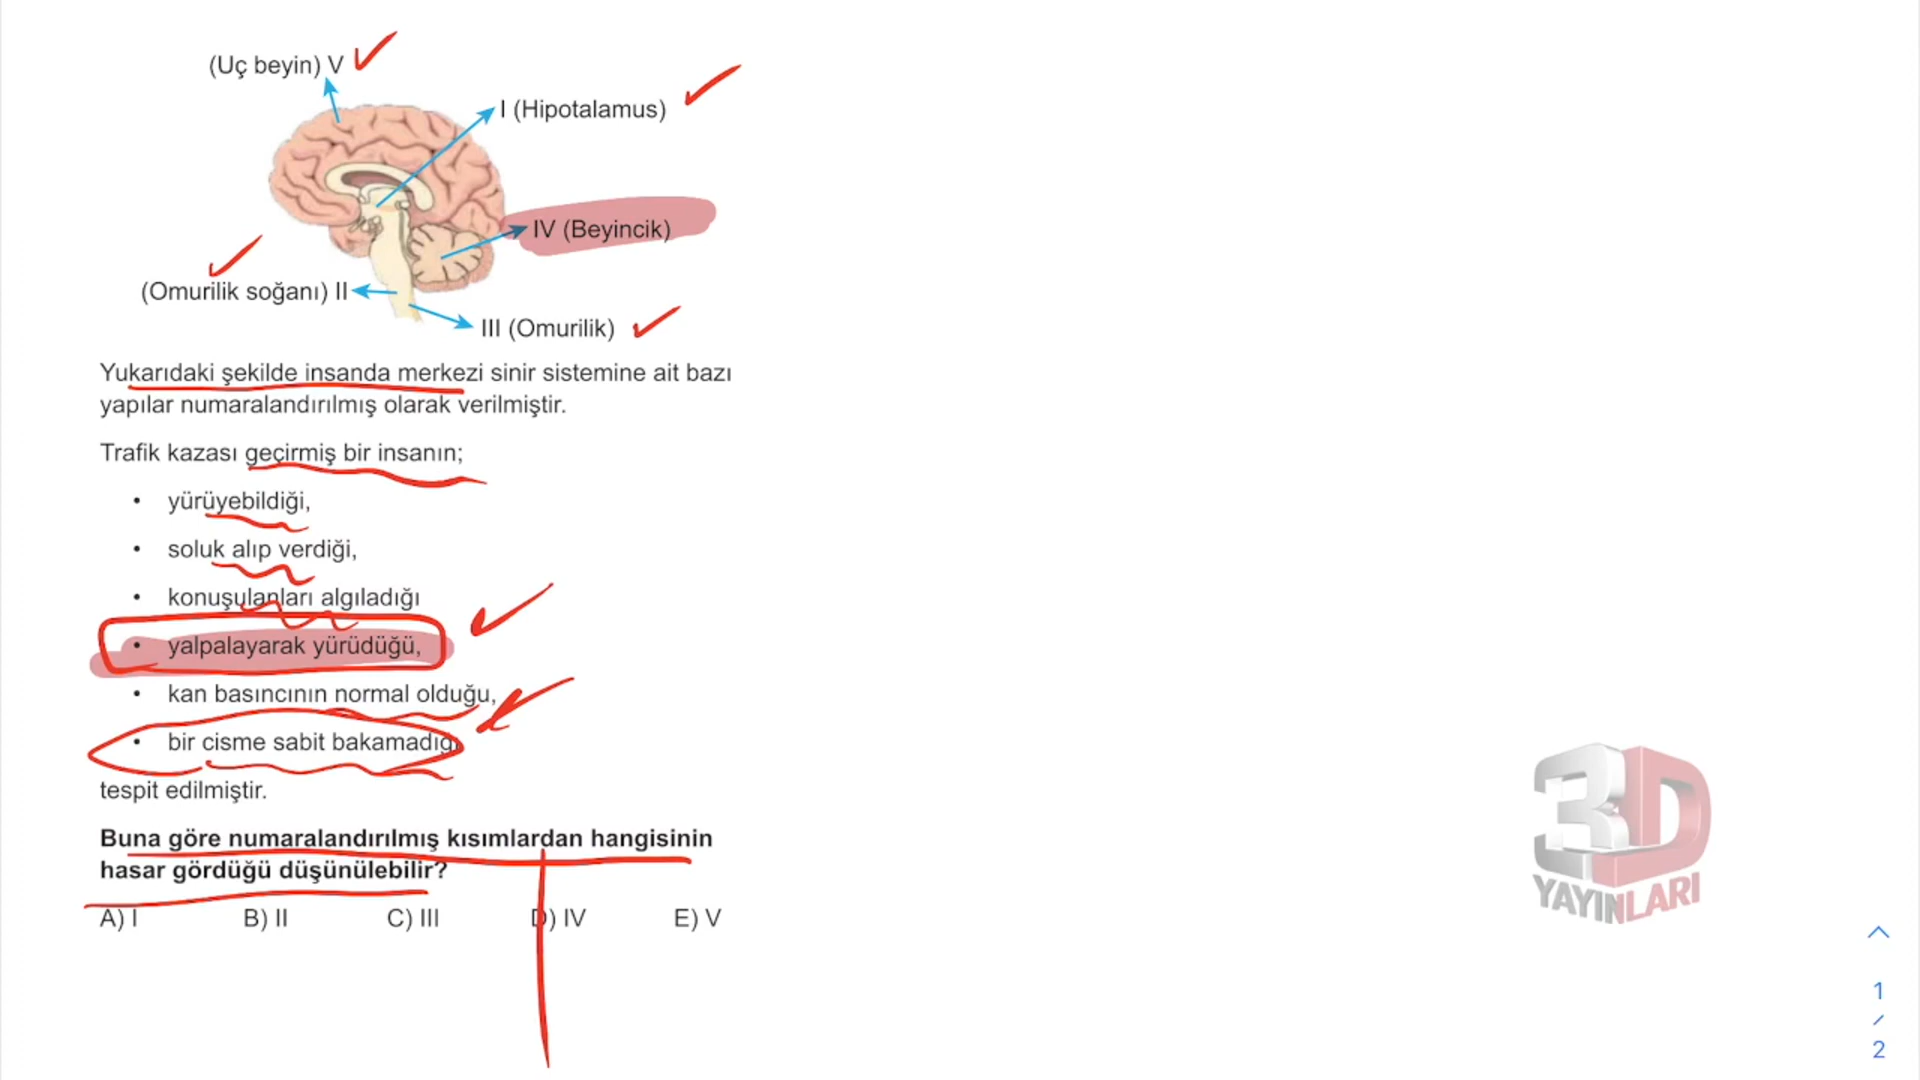 (Uç beyin) V
I (Hipotalamus)
IV (Beyincik)
(Omurilik soğanı) II
III (Omurilik)
Yukarıdaki şekilde insanda merkezi sinir sistemine ait bazı
yapılar numaralandırılmış olarak verilmiştir.
Trafik kazası geçirmiş bir insanın;
• yürüyebildiği,
• soluk alıp verdiği,
• konuşulanları algıladığı
• yalpalayarak yürüdüğü,
• kan basıncının normal olduğu,
• bir cisme sabit bakamadığı
tespit edilmiştir.
Buna göre numaralandırılmış kısımlardan hangisinin
hasar gördüğü düşünülebilir?
A) I B) II C) III D) IV E) V
3D
YAYINLARI
1
/
2